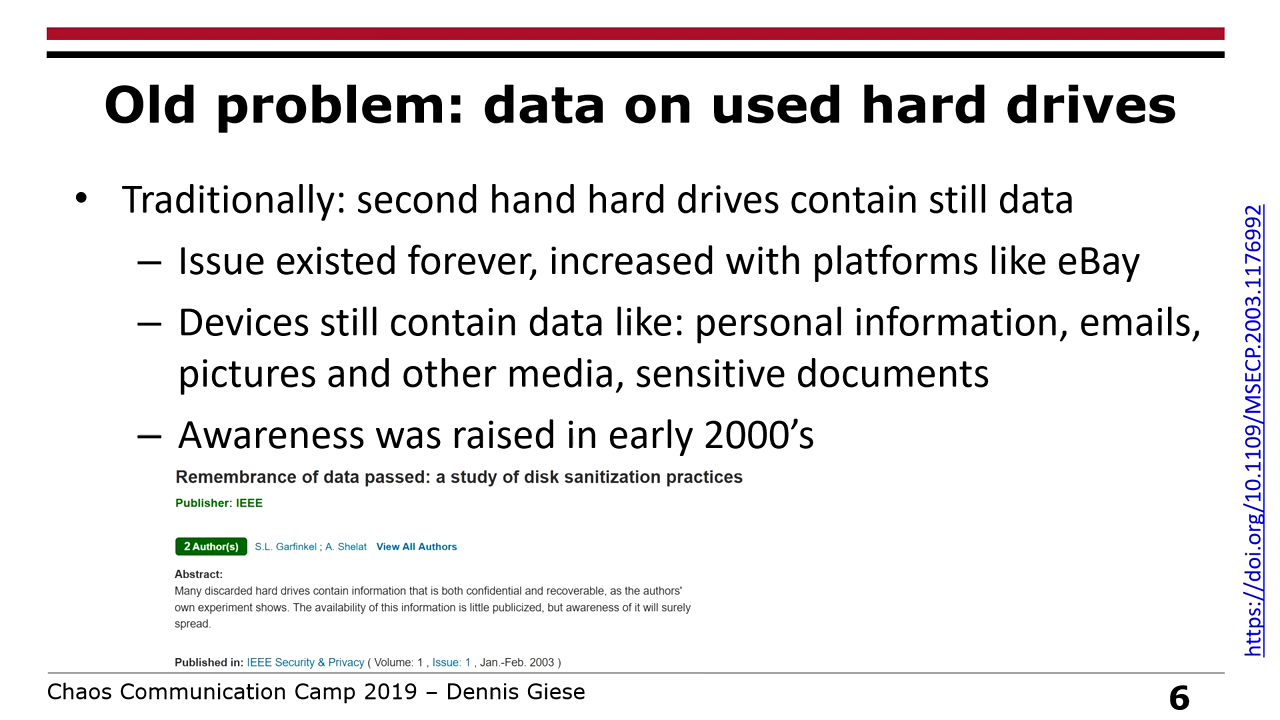 Old problem: data on used hard drives
• Traditionally: second hand hard drives contain still data
– Issue existed forever, increased with platforms like eBay
– Devices still contain data like: personal information, emails,
pictures and other media, sensitive documents
– Awareness was raised in early 2000’s
Remembrance of data passed: a study of disk sanitization practices
Publisher: IEEE
2 Author(s) S.L. Garfinkel ; A. Shelat View All Authors
Abstract:
Many discarded hard drives contain information that is both confidential and recoverable, as the authors'
own experiment shows. The availability of this information is little publicized, but awareness of it will surely
spread.
Published in: IEEE Security & Privacy ( Volume: 1 , Issue: 1 , Jan.-Feb. 2003 )
https://doi.org/10.1109/MSECP.2003.1176992
Chaos Communication Camp 2019 – Dennis Giese
6